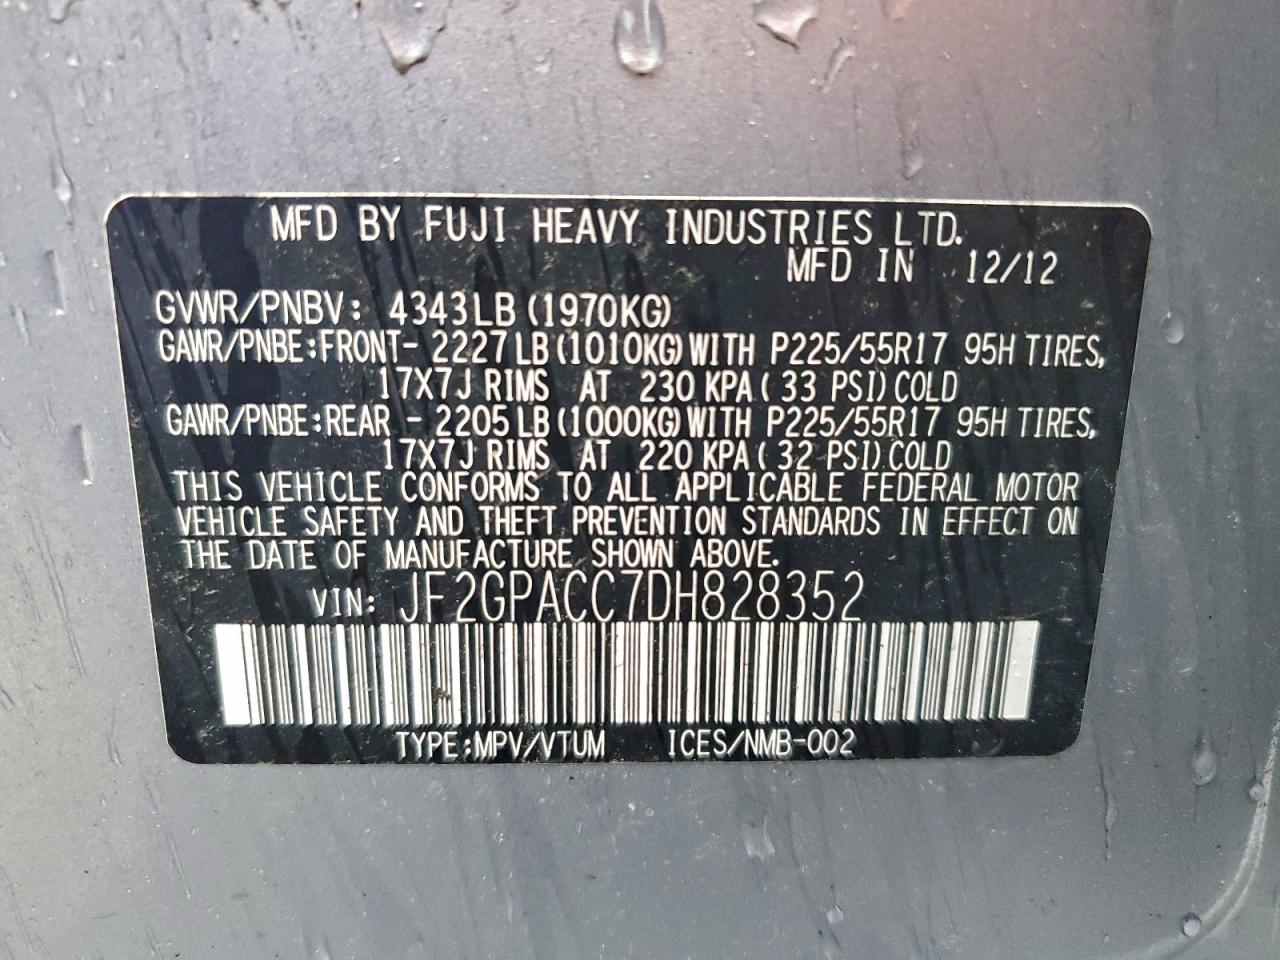 MFD BY FUJI HEAVY INDUSTRIES LTD.
MFD IN 12/12
GVWR/PNBV: 4343LB (1970KG)
GAWR/PNBE:FRONT- 2227 LB (1010KG) WITH P225/55R17 95H TIRES,
17X7J RIMS AT 230 KPA ( 33 PSI) COLD
GAWR/PNBE:REAR - 2205 LB (1000KG) WITH P225/55R17 95H TIRES,
17X7J RIMS AT 220 KPA ( 32 PSI) COLD
THIS VEHICLE CONFORMS TO ALL APPLICABLE FEDERAL MOTOR
VEHICLE SAFETY AND THEFT PREVENTION STANDARDS IN EFFECT ON
THE DATE OF MANUFACTURE SHOWN ABOVE.
VIN: JF2GPACC7DH828352
TYPE:MPV/VTUM ICES/NMB-002